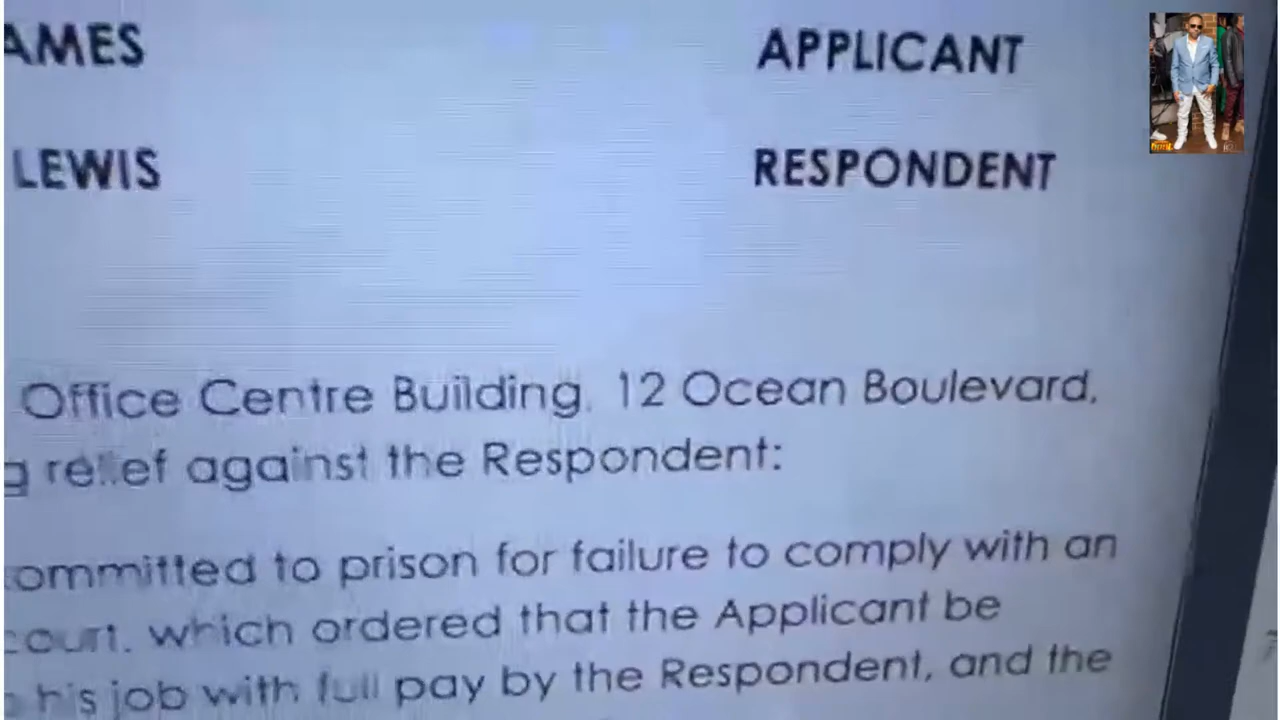 AMES APPLICANT
LEWIS RESPONDENT
Office Centre Building, 12 Ocean Boulevard,
g relief against the Respondent:
ommitted to prison for failure to comply with an
court, which ordered that the Applicant be
his job with full pay by the Respondent, and the